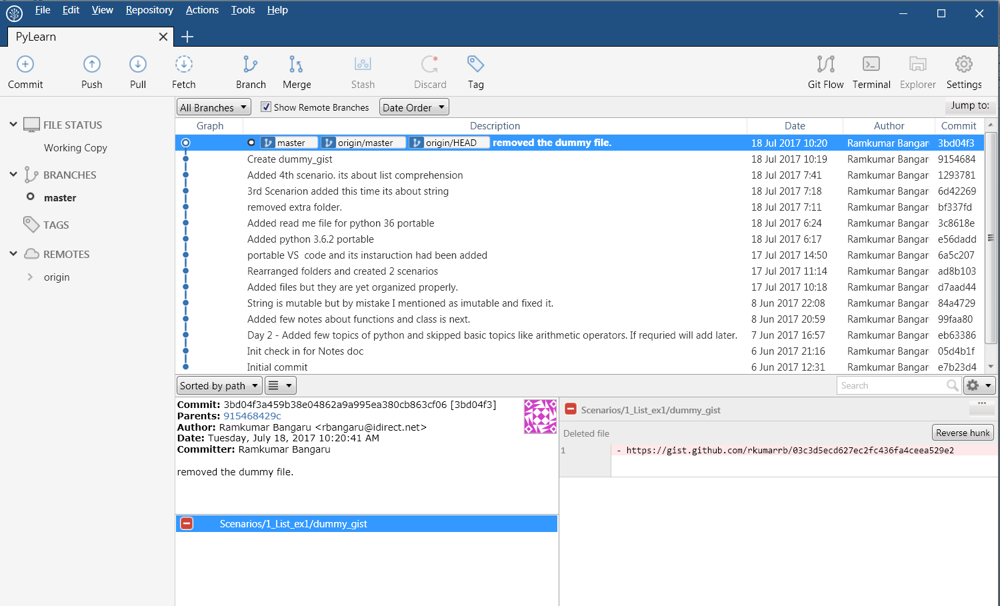 File Edit View Repository Actions Tools Help
PyLearn
Commit Push Pull Fetch Branch Merge Stash Discard Tag Git Flow Terminal Explorer Settings
All Branches Show Remote Branches Date Order Jump to:
Graph Description Date Author Commit
master origin/master origin/HEAD removed the dummy file. 18 Jul 2017 10:20 Ramkumar Bangar 3bd04f3
Create dummy_gist 18 Jul 2017 10:19 Ramkumar Bangar 9154684
Added 4th scenario. its about list comprehension 18 Jul 2017 7:41 Ramkumar Bangar 1293781
3rd Scenarion added this time its about string 18 Jul 2017 7:18 Ramkumar Bangar 6d42269
removed extra folder. 18 Jul 2017 7:11 Ramkumar Bangar bf337fd
Added read me file for python 36 portable 18 Jul 2017 6:24 Ramkumar Bangar 3c8618e
Added python 3.6.2 portable 18 Jul 2017 6:17 Ramkumar Bangar e56dadd
portable VS  code and its instaruction had been added 17 Jul 2017 14:50 Ramkumar Bangar 6a5c207
Rearranged folders and created 2 scenarios 17 Jul 2017 11:14 Ramkumar Bangar ad8b103
Added files but they are yet organized properly. 17 Jul 2017 10:18 Ramkumar Bangar d7aad44
String is mutable but by mistake I mentioned as imutable and fixed it. 8 Jun 2017 22:08 Ramkumar Bangar 84a4729
Added few notes about functions and class is next. 8 Jun 2017 20:59 Ramkumar Bangar 99faa80
Day 2 - Added few topics of python and skipped basic topics like arithmetic operators. If requried will add later. 7 Jun 2017 16:57 Ramkumar Bangar eb63386
Init check in for Notes doc 6 Jun 2017 21:16 Ramkumar Bangar 05d4b1f
Initial commit 6 Jun 2017 12:31 Ramkumar Bangar e7b23d4
FILE STATUS
Working Copy
BRANCHES
master
TAGS
REMOTES
origin
Sorted by path Search
Commit: 3bd04f3a459b38e04862a9a995ea380cb863cf06 [3bd04f3]
Parents: 915468429c
Author: Ramkumar Bangaru <rbangaru@idirect.net>
Date: Tuesday, July 18, 2017 10:20:41 AM
Committer: Ramkumar Bangaru
removed the dummy file.
Scenarios/1_List_ex1/dummy_gist
Scenarios/1_List_ex1/dummy_gist
Deleted file Reverse hunk
1 - https://gist.github.com/rkumarrb/03c3d5ecd627ec2fc436fa4ceea529e2